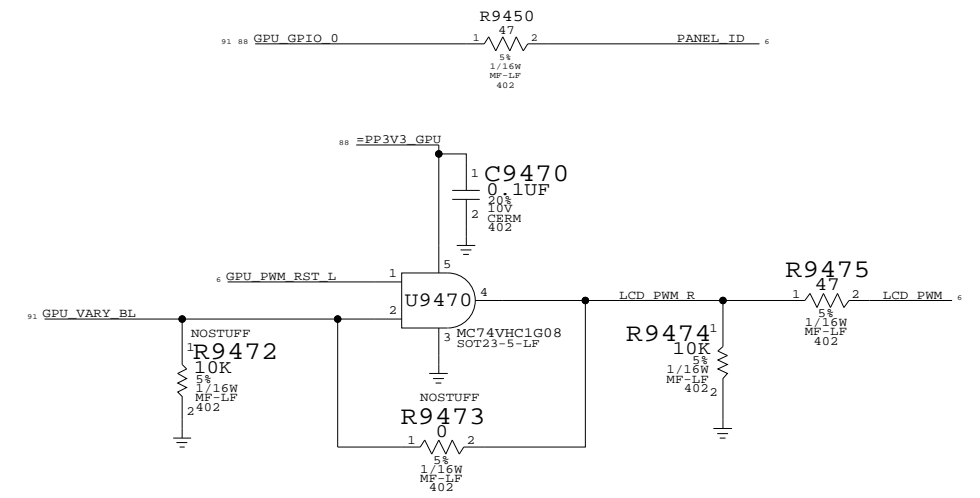 R9450
47
91 88 GPU_GPIO_0 1 2 PANEL_ID 6
5%
1/16W
MF-LF
402
88 =PP3V3_GPU
1 C9470
0.1UF
20%
10V
2 CERM
402
5
6 GPU_PWM_RST_L 1
U9470 4
91 GPU_VARY_BL 2
3 MC74VHC1G08
SOT23-5-LF
LCD_PWM_R
R9475
47
1 2 LCD_PWM 6
5%
1/16W
MF-LF
402
NOSTUFF
1 R9472
10K
5%
1/16W
MF-LF
2 402
R9474 1
10K
5%
1/16W
MF-LF
402 2
NOSTUFF
R9473
0
1 2
5%
1/16W
MF-LF
402